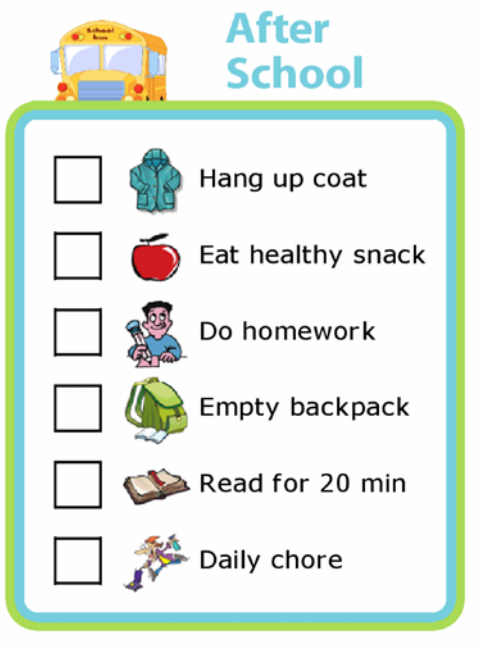 School
bus
After
School
Hang up coat
Eat healthy snack
Do homework
Empty backpack
Read for 20 min
Daily chore